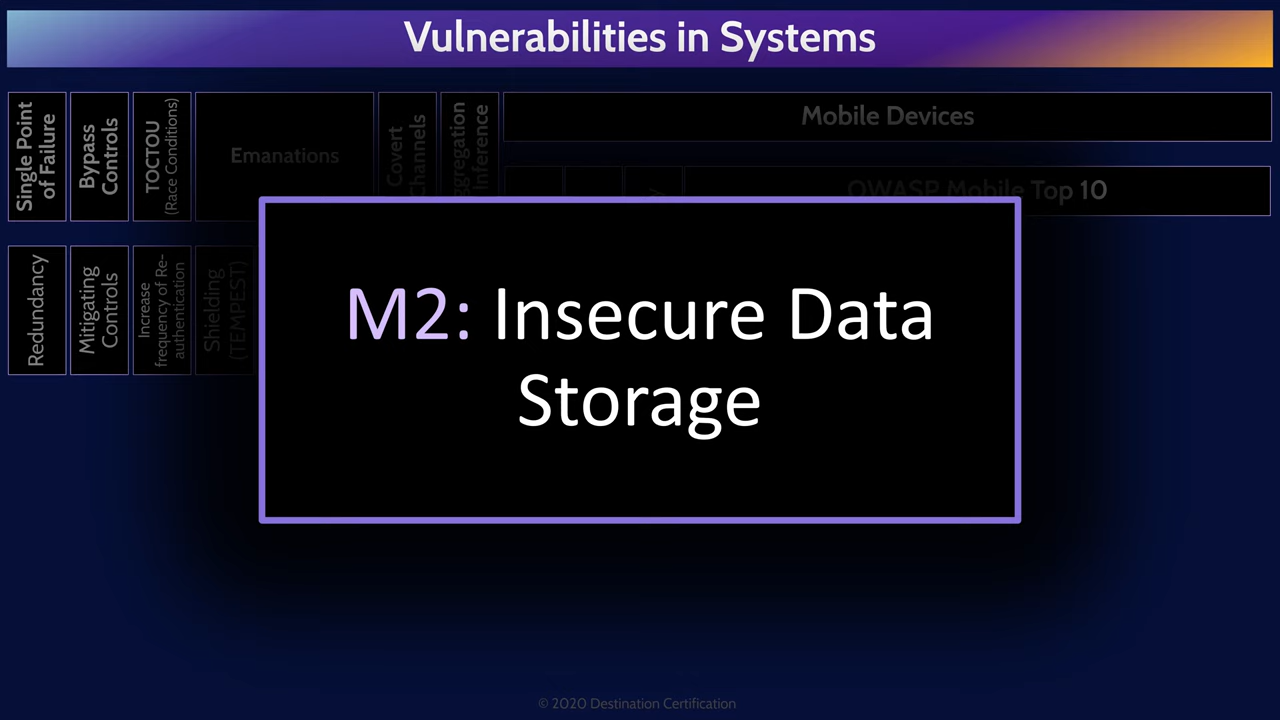 Vulnerabilities in Systems
Single Point
of Failure
Bypass
Controls
TOCTOU
(Race Conditions)
Emanations
Covert
Channels
Aggregation
Inference
Mobile Devices
OWASP Mobile Top 10
Redundancy
Mitigating
Controls
Increase
frequency of Re-
authentication
Shielding
(TEMPEST)
M2: Insecure Data
Storage
© 2020 Destination Certification